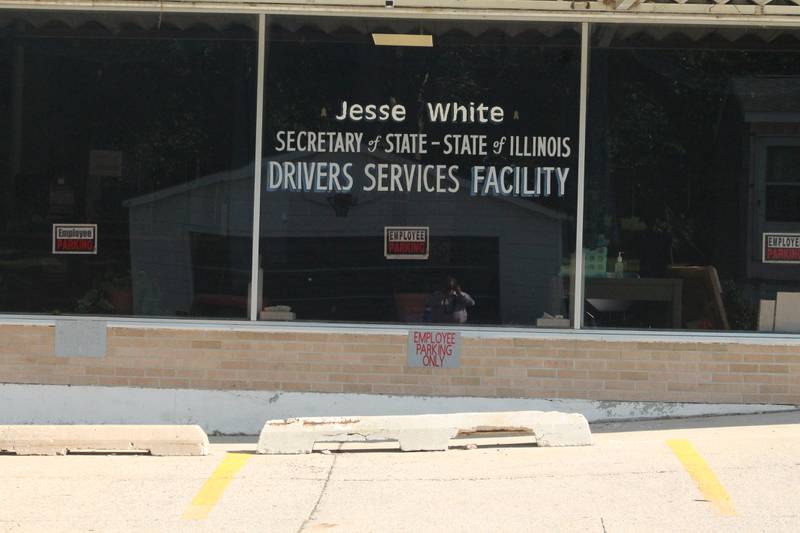 Jesse White
SECRETARY of STATE - STATE of ILLINOIS
DRIVERS SERVICES FACILITY
Employee
PARKING
EMPLOYEE
PARKING
EMPLOYE
PARKING
EMPLOYEE
PARKING
ONLY